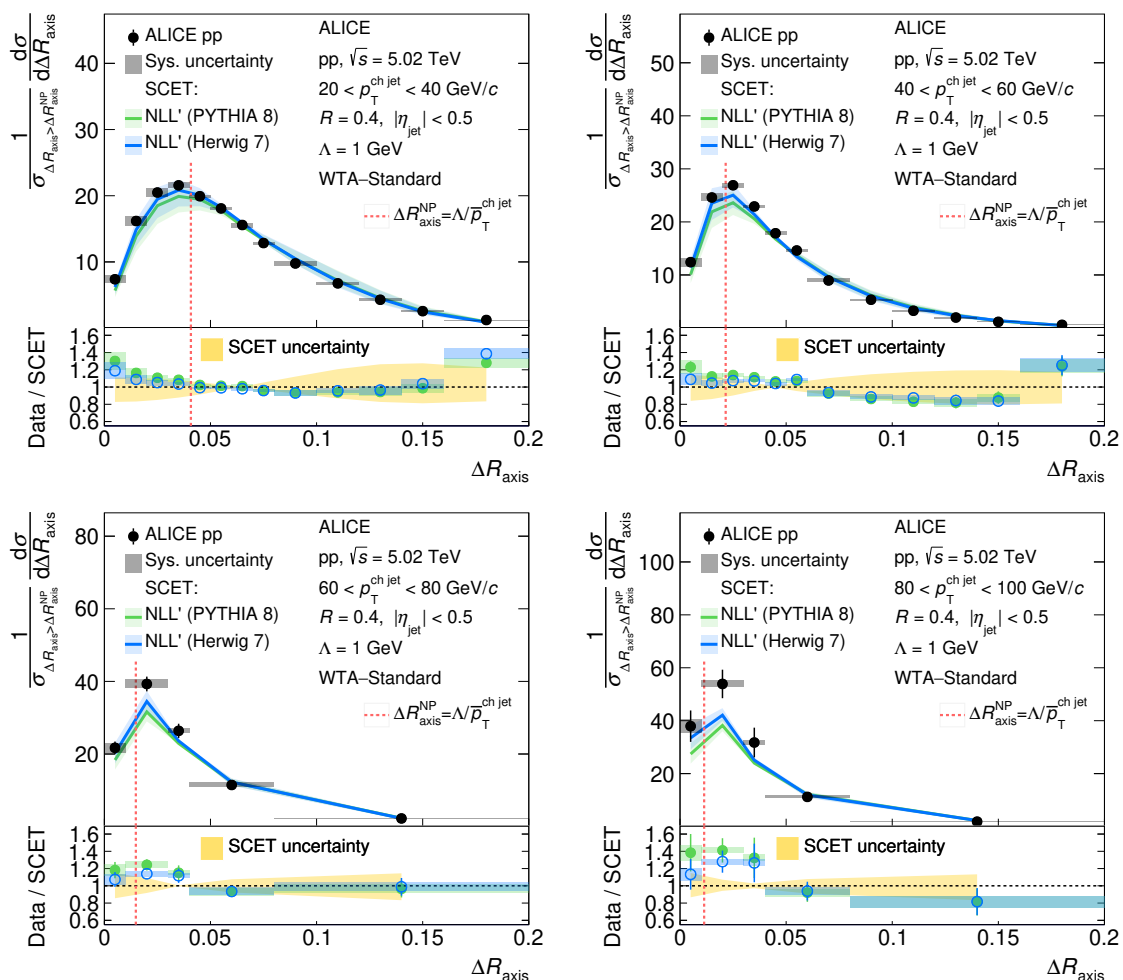 1/σ_{ΔR_axis>ΔR_axis^NP} dσ/dΔR_axis
40
30
20
10
ALICE pp
Sys. uncertainty
SCET:
NLL' (PYTHIA 8)
NLL' (Herwig 7)
ALICE
pp, √s = 5.02 TeV
20 < p_T^{ch jet} < 40 GeV/c
R = 0.4, |η_jet| < 0.5
Λ = 1 GeV
WTA–Standard
ΔR_axis^NP=Λ/p̅_T^{ch jet}
Data / SCET
1.6
1.4
1.2
1
0.8
0.6
SCET uncertainty
0 0.05 0.1 0.15 0.2
ΔR_axis
1/σ_{ΔR_axis>ΔR_axis^NP} dσ/dΔR_axis
50
40
30
20
10
ALICE pp
Sys. uncertainty
SCET:
NLL' (PYTHIA 8)
NLL' (Herwig 7)
ALICE
pp, √s = 5.02 TeV
40 < p_T^{ch jet} < 60 GeV/c
R = 0.4, |η_jet| < 0.5
Λ = 1 GeV
WTA–Standard
ΔR_axis^NP=Λ/p̅_T^{ch jet}
Data / SCET
1.6
1.4
1.2
1
0.8
0.6
SCET uncertainty
0 0.05 0.1 0.15 0.2
ΔR_axis
1/σ_{ΔR_axis>ΔR_axis^NP} dσ/dΔR_axis
80
60
40
20
ALICE pp
Sys. uncertainty
SCET:
NLL' (PYTHIA 8)
NLL' (Herwig 7)
ALICE
pp, √s = 5.02 TeV
60 < p_T^{ch jet} < 80 GeV/c
R = 0.4, |η_jet| < 0.5
Λ = 1 GeV
WTA–Standard
ΔR_axis^NP=Λ/p̅_T^{ch jet}
Data / SCET
1.6
1.4
1.2
1
0.8
0.6
SCET uncertainty
0 0.05 0.1 0.15 0.2
ΔR_axis
1/σ_{ΔR_axis>ΔR_axis^NP} dσ/dΔR_axis
100
80
60
40
20
ALICE pp
Sys. uncertainty
SCET:
NLL' (PYTHIA 8)
NLL' (Herwig 7)
ALICE
pp, √s = 5.02 TeV
80 < p_T^{ch jet} < 100 GeV/c
R = 0.4, |η_jet| < 0.5
Λ = 1 GeV
WTA–Standard
ΔR_axis^NP=Λ/p̅_T^{ch jet}
Data / SCET
1.6
1.4
1.2
1
0.8
0.6
SCET uncertainty
0 0.05 0.1 0.15 0.2
ΔR_axis